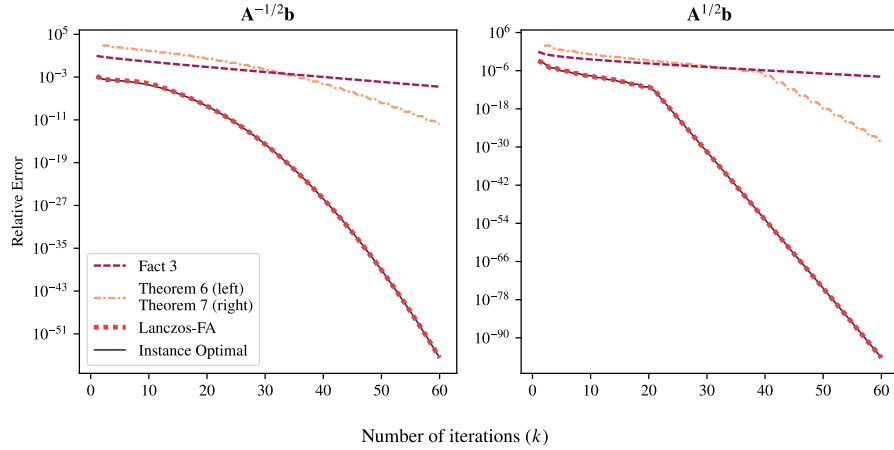 A^{-1/2}b
10^5
10^{-3}
10^{-11}
10^{-19}
10^{-27}
10^{-35}
10^{-43}
10^{-51}
Relative Error
Fact 3
Theorem 6 (left)
Theorem 7 (right)
Lanczos-FA
Instance Optimal
0 10 20 30 40 50 60
A^{1/2}b
10^6
10^{-6}
10^{-18}
10^{-30}
10^{-42}
10^{-54}
10^{-66}
10^{-78}
10^{-90}
0 10 20 30 40 50 60
Number of iterations (k)